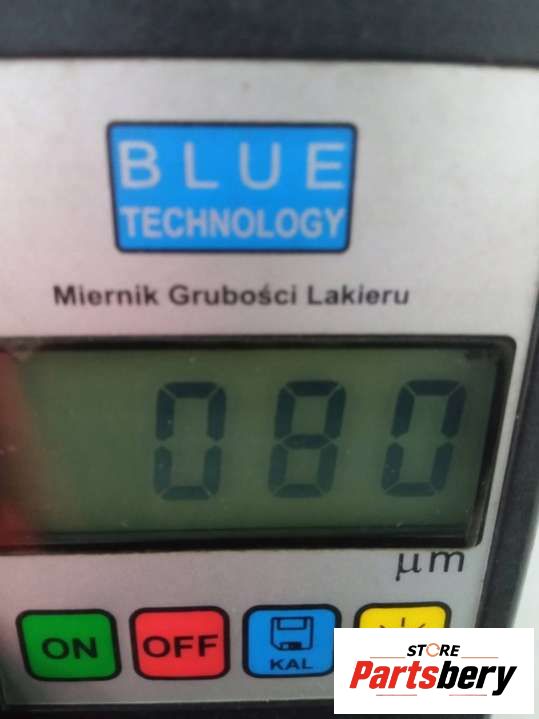 BLUE
TECHNOLOGY
Miernik Grubości Lakieru
080
µm
ON
OFF
KAL
STORE
Partsbery